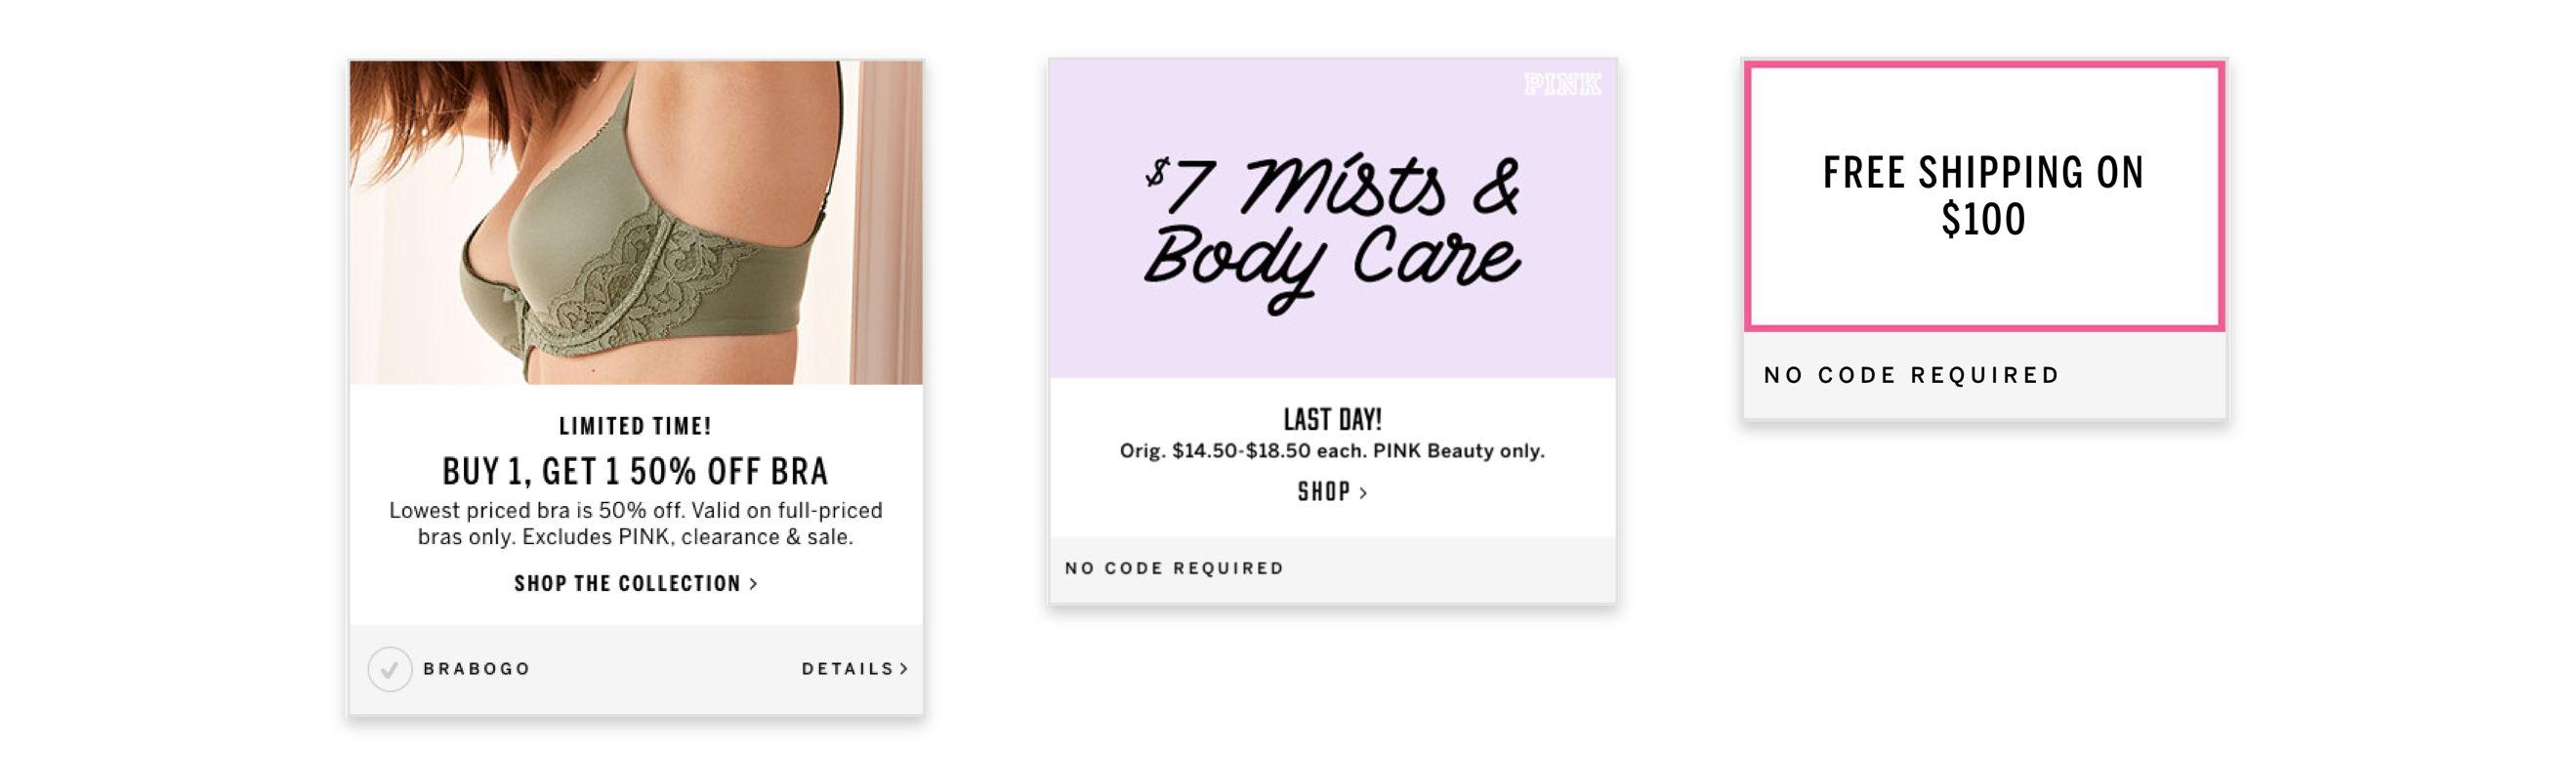 LIMITED TIME!
BUY 1, GET 1 50% OFF BRA
Lowest priced bra is 50% off. Valid on full-priced
bras only. Excludes PINK, clearance & sale.
SHOP THE COLLECTION >
BRABOGO
DETAILS >
PINK
$7 Mists &
Body Care
LAST DAY!
Orig. $14.50-$18.50 each. PINK Beauty only.
SHOP >
NO CODE REQUIRED
FREE SHIPPING ON
$100
NO CODE REQUIRED